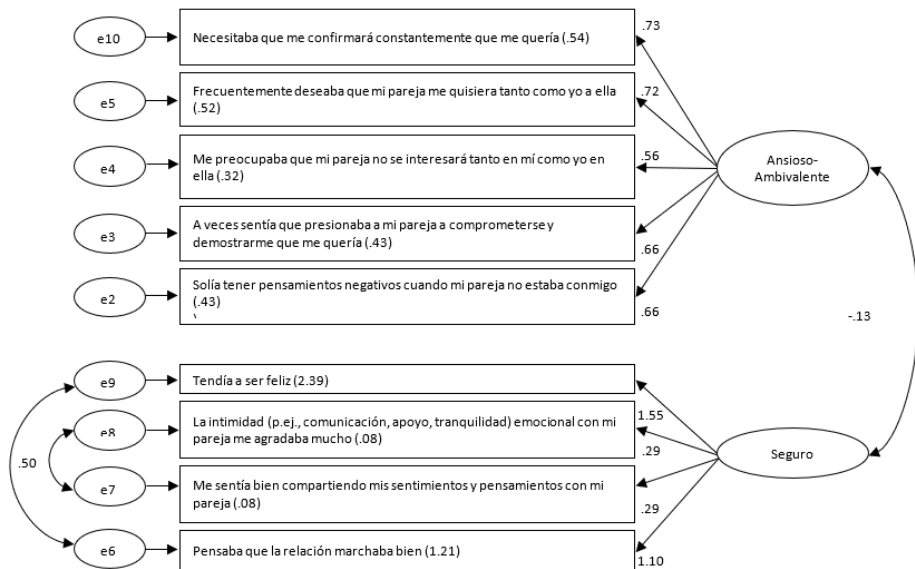 e10
Necesitaba que me confirmará constantemente que me quería (.54)
.73
e5
Frecuentemente deseaba que mi pareja me quisiera tanto como yo a ella
(.52)
.72
e4
Me preocupaba que mi pareja no se interesará tanto en mí como yo en
ella (.32)
.56
Ansioso-
Ambivalente
e3
A veces sentía que presionaba a mi pareja a comprometerse y
demostrarme que me quería (.43)
.66
e2
Solía tener pensamientos negativos cuando mi pareja no estaba conmigo
(.43)
.66
-.13
e9
Tendía a ser feliz (2.39)
1.55
e8
La intimidad (p.ej., comunicación, apoyo, tranquilidad) emocional con mi
pareja me agradaba mucho (.08)
.29
Seguro
.50
e7
Me sentía bien compartiendo mis sentimientos y pensamientos con mi
pareja (.08)
.29
e6
Pensaba que la relación marchaba bien (1.21)
1.10